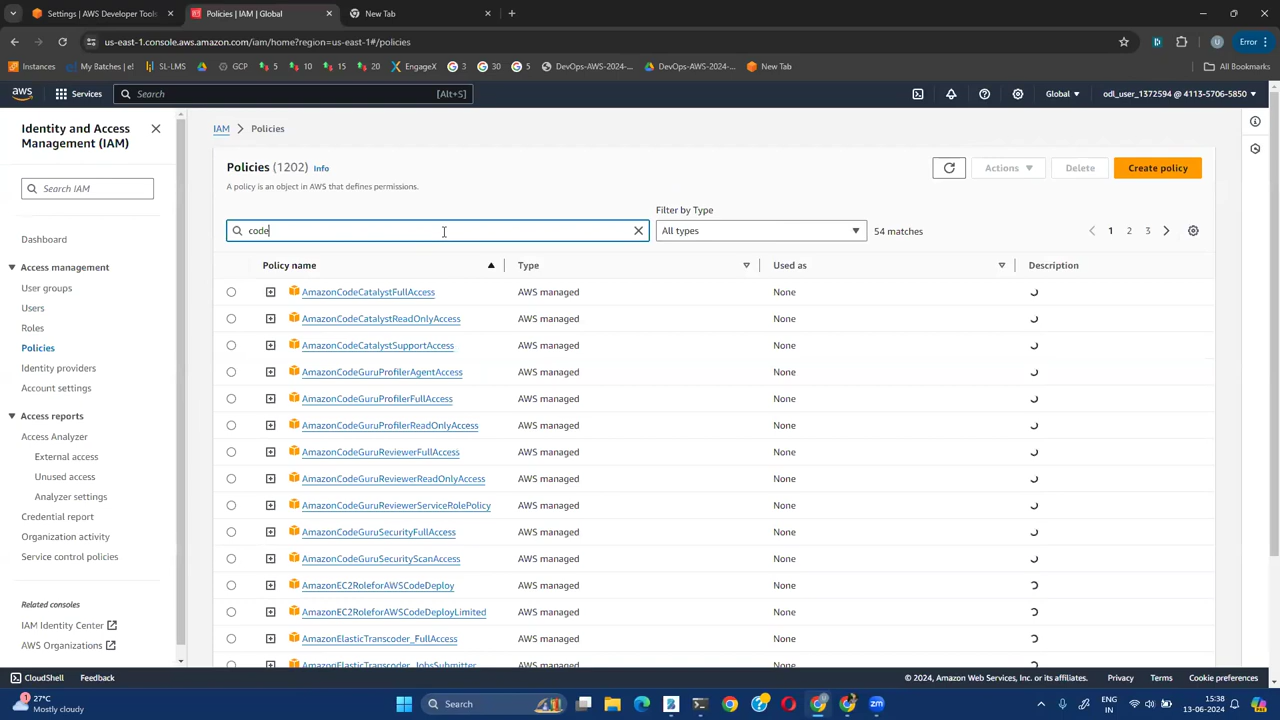 Settings | AWS Developer Tools
Policies | IAM | Global
New Tab
us-east-1.console.aws.amazon.com/iam/home?region=us-east-1#/policies
Error
Instances
My Batches | e!
SL-LMS
GCP
5
10
15
20
EngageX
3
30
5
DevOps-AWS-2024-...
DevOps-AWS-2024-...
New Tab
All Bookmarks
aws
Services
Search
[Alt+S]
Global
odl_user_1372594 @ 4113-5706-5850
Identity and Access
Management (IAM)
Search IAM
Dashboard
Access management
User groups
Users
Roles
Policies
Identity providers
Account settings
Access reports
Access Analyzer
External access
Unused access
Analyzer settings
Credential report
Organization activity
Service control policies
Related consoles
IAM Identity Center
AWS Organizations
IAM > Policies
Policies (1202) Info
A policy is an object in AWS that defines permissions.
Actions
Delete
Create policy
Filter by Type
code
All types
54 matches
1 2 3
Policy name Type Used as Description
AmazonCodeCatalystFullAccess AWS managed None
AmazonCodeCatalystReadOnlyAccess AWS managed None
AmazonCodeCatalystSupportAccess AWS managed None
AmazonCodeGuruProfilerAgentAccess AWS managed None
AmazonCodeGuruProfilerFullAccess AWS managed None
AmazonCodeGuruProfilerReadOnlyAccess AWS managed None
AmazonCodeGuruReviewerFullAccess AWS managed None
AmazonCodeGuruReviewerReadOnlyAccess AWS managed None
AmazonCodeGuruReviewerServiceRolePolicy AWS managed None
AmazonCodeGuruSecurityFullAccess AWS managed None
AmazonCodeGuruSecurityScanAccess AWS managed None
AmazonEC2RoleforAWSCodeDeploy AWS managed None
AmazonEC2RoleforAWSCodeDeployLimited AWS managed None
AmazonElasticTranscoder_FullAccess AWS managed None
AmazonElasticTranscoder_JobsSubmitter AWS managed None
CloudShell
Feedback
© 2024, Amazon Web Services, Inc. or its affiliates.
Privacy
Terms
Cookie preferences
1
27°C
Mostly cloudy
Search
zm
ENG
IN
15:38
13-06-2024